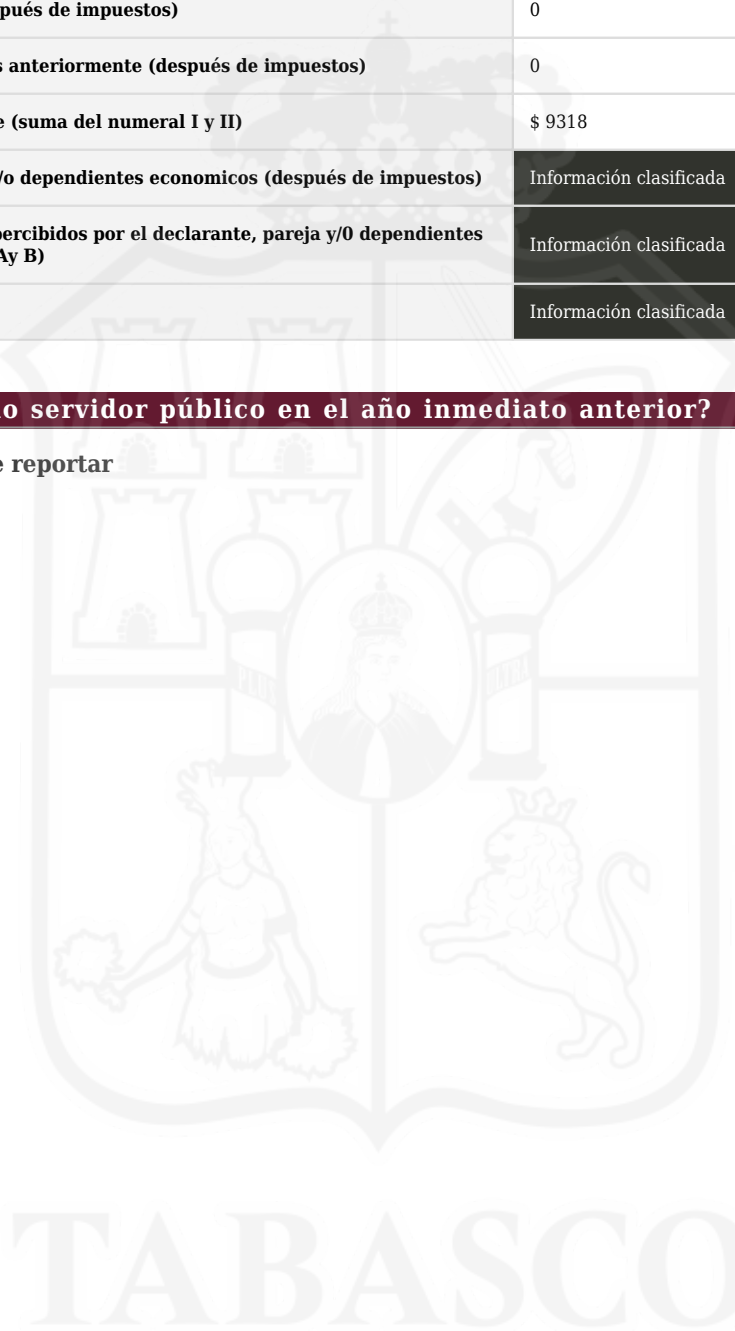 pués de impuestos) 0
s anteriormente (después de impuestos) 0
e (suma del numeral I y II) $ 9318
/o dependientes economicos (después de impuestos) Información clasificada
percibidos por el declarante, pareja y/0 dependientes
Ay B) Información clasificada
Información clasificada
o servidor público en el año inmediato anterior?
e reportar
PLUS ULTRA
TABASCO